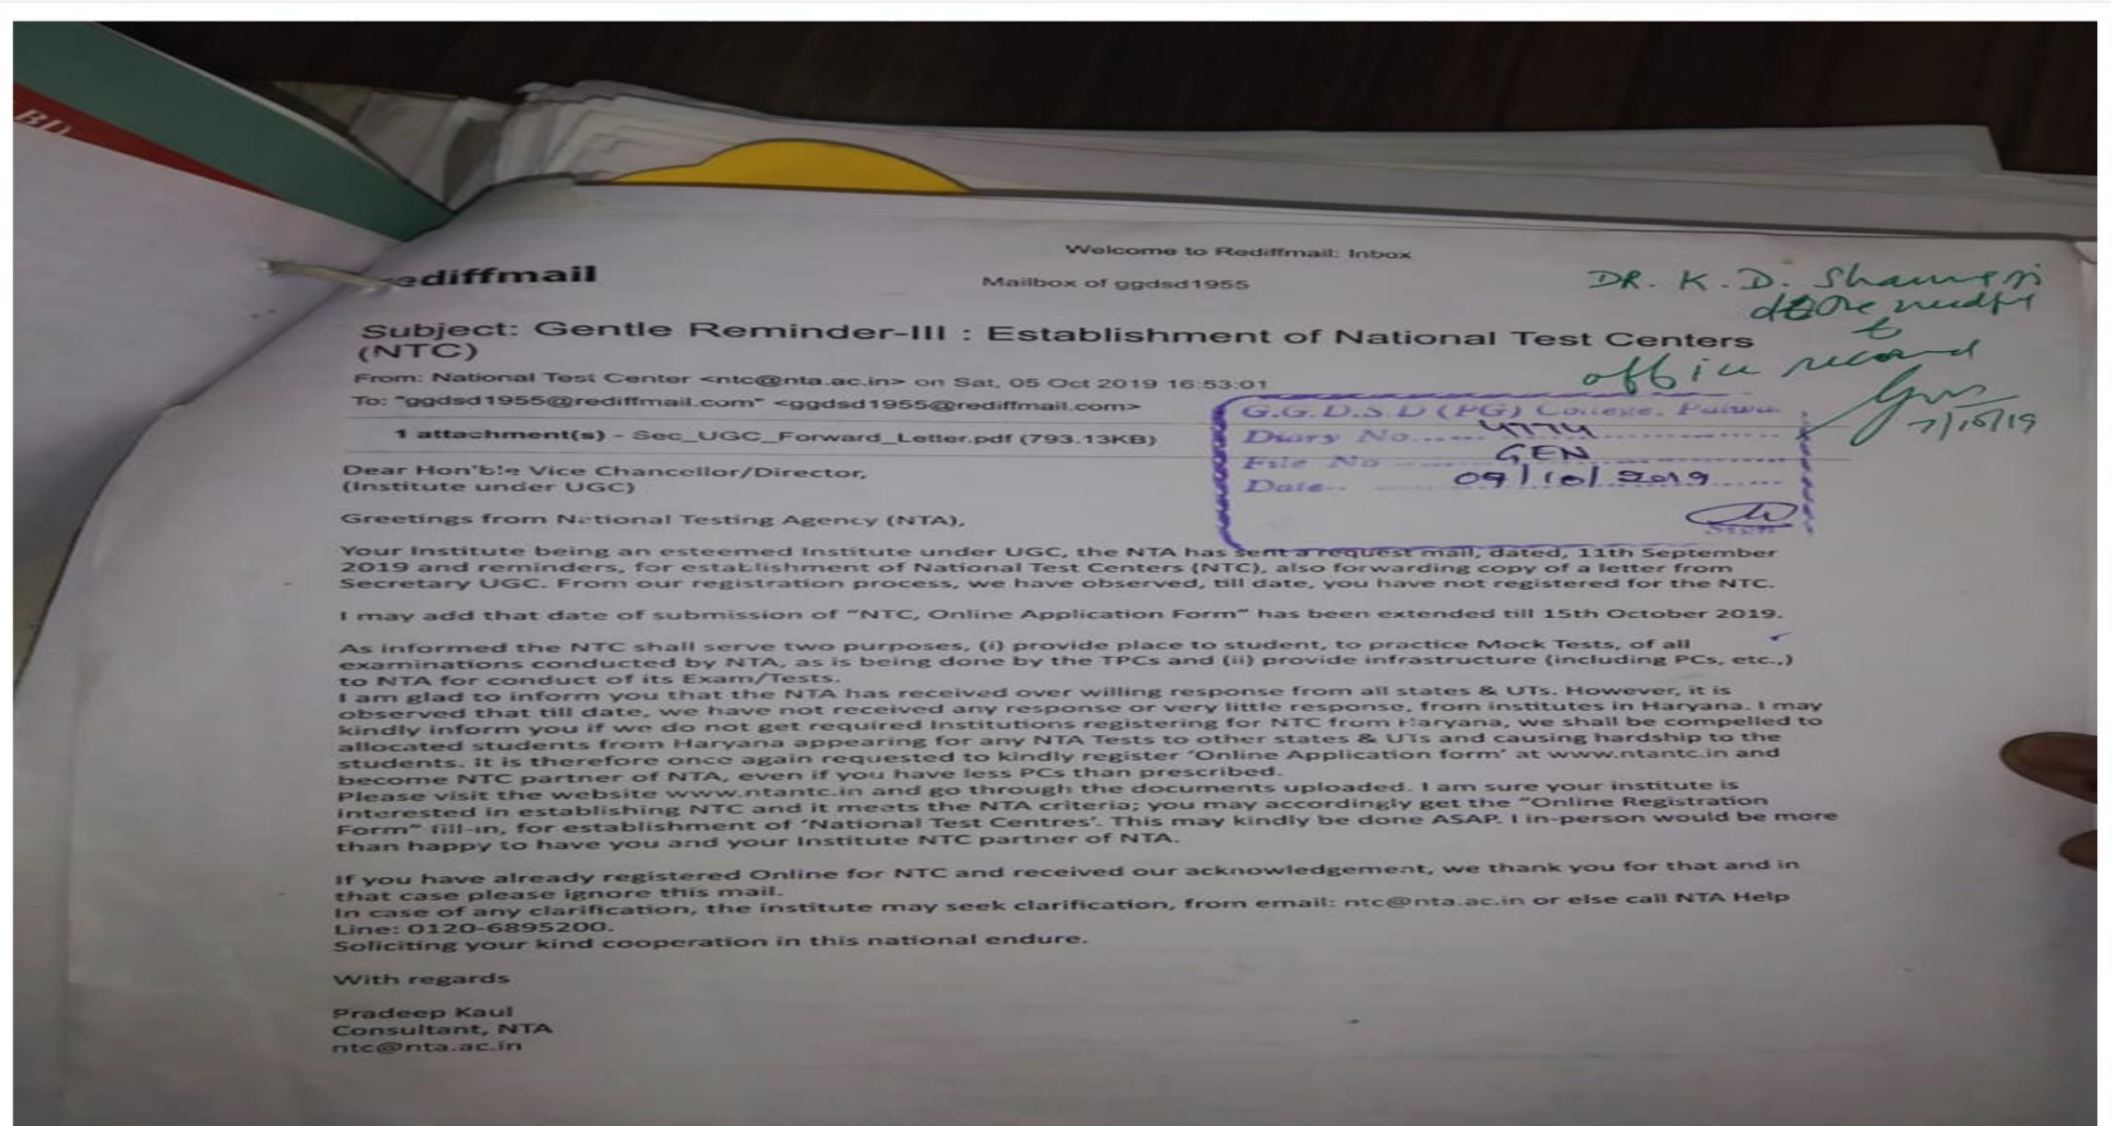 BD
Welcome to Rediffmail: Inbox
ediffmail
Mailbox of ggdsd1955
DR. K. D.
Subject: Gentle Reminder-III : Establishment of National Test Centers
(NTC)
office record
From: National Test Center <ntc@nta.ac.in> on Sat, 05 Oct 2019 16:53:01
To: "ggdsd1955@rediffmail.com" <ggdsd1955@rediffmail.com>
7/10/19
G.G.D.S.D (PG) College,
1 attachment(s) - Sec_UGC_Forward_Letter.pdf (793.13KB)
Diary No...... 4774
File No GEN
Date.. 09/10/2019
Dear Hon'ble Vice Chancellor/Director,
(Institute under UGC)
Greetings from National Testing Agency (NTA),
Your Institute being an esteemed Institute under UGC, the NTA has sent a request mail, dated, 11th September
2019 and reminders, for establishment of National Test Centers (NTC), also forwarding copy of a letter from
Secretary UGC. From our registration process, we have observed, till date, you have not registered for the NTC.
I may add that date of submission of "NTC, Online Application Form" has been extended till 15th October 2019.
As informed the NTC shall serve two purposes, (i) provide place to student, to practice Mock Tests, of all
examinations conducted by NTA, as is being done by the TPCs and (ii) provide infrastructure (including PCs, etc.,)
to NTA for conduct of its Exam/Tests.
I am glad to inform you that the NTA has received over willing response from all states & UTs. However, it is
observed that till date, we have not received any response or very little response, from institutes in Haryana. I may
kindly inform you if we do not get required Institutions registering for NTC from Haryana, we shall be compelled to
allocated students from Haryana appearing for any NTA Tests to other states & UTs and causing hardship to the
students. It is therefore once again requested to kindly register 'Online Application form' at www.ntantc.in and
become NTC partner of NTA, even if you have less PCs than prescribed.
Please visit the website www.ntantc.in and go through the documents uploaded. I am sure your institute is
interested in establishing NTC and it meets the NTA criteria; you may accordingly get the "Online Registration
Form" fill-in, for establishment of 'National Test Centres'. This may kindly be done ASAP. I in-person would be more
than happy to have you and your Institute NTC partner of NTA.
If you have already registered Online for NTC and received our acknowledgement, we thank you for that and in
that case please ignore this mail.
In case of any clarification, the institute may seek clarification, from email: ntc@nta.ac.in or else call NTA Help
Line: 0120-6895200.
Soliciting your kind cooperation in this national endure.
With regards
Pradeep Kaul
Consultant, NTA
ntc@nta.ac.in